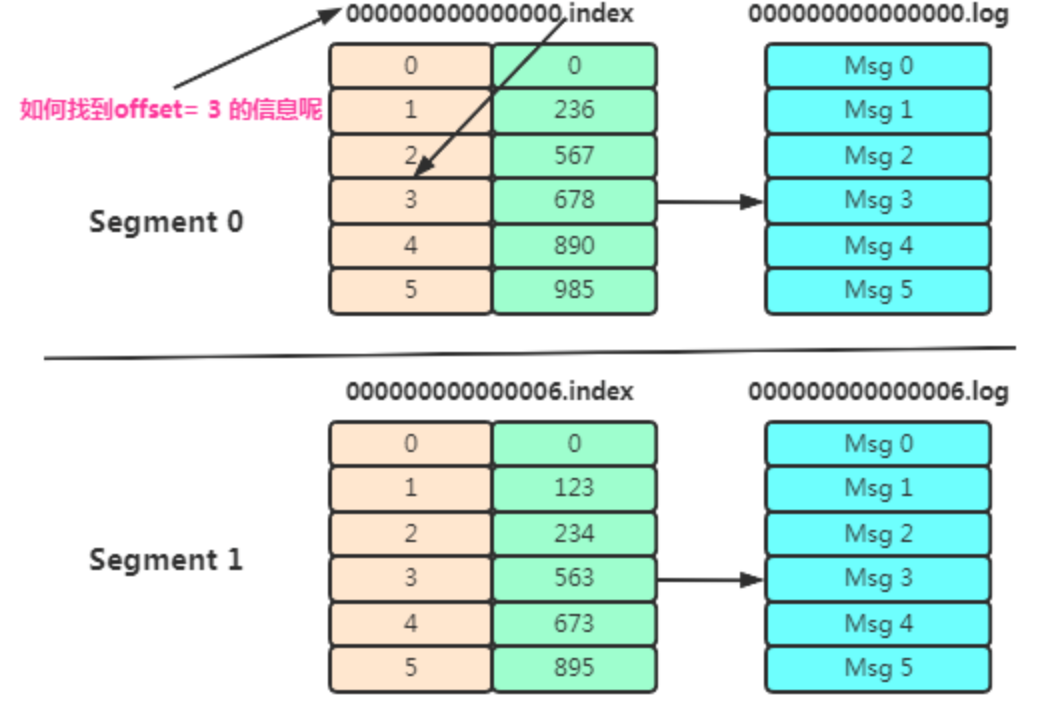 000000000000000.index 000000000000000.log
0 0 Msg 0
如何找到offset= 3 的信息呢 1 236 Msg 1
2 567 Msg 2
3 678 Msg 3
Segment 0
4 890 Msg 4
5 985 Msg 5
000000000000006.index 000000000000006.log
0 0 Msg 0
1 123 Msg 1
2 234 Msg 2
Segment 1
3 563 Msg 3
4 673 Msg 4
5 895 Msg 5